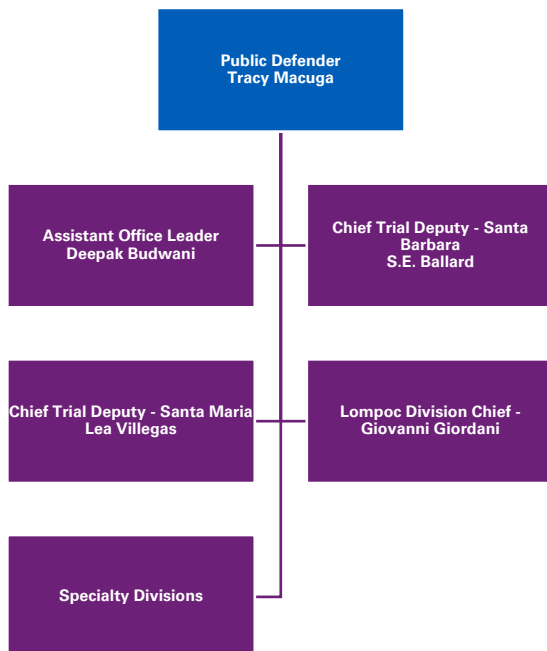 Public Defender
Tracy Macuga
Assistant Office Leader
Deepak Budwani
Chief Trial Deputy - Santa
Barbara
S.E. Ballard
Chief Trial Deputy - Santa Maria
Lea Villegas
Lompoc Division Chief -
Giovanni Giordani
Specialty Divisions